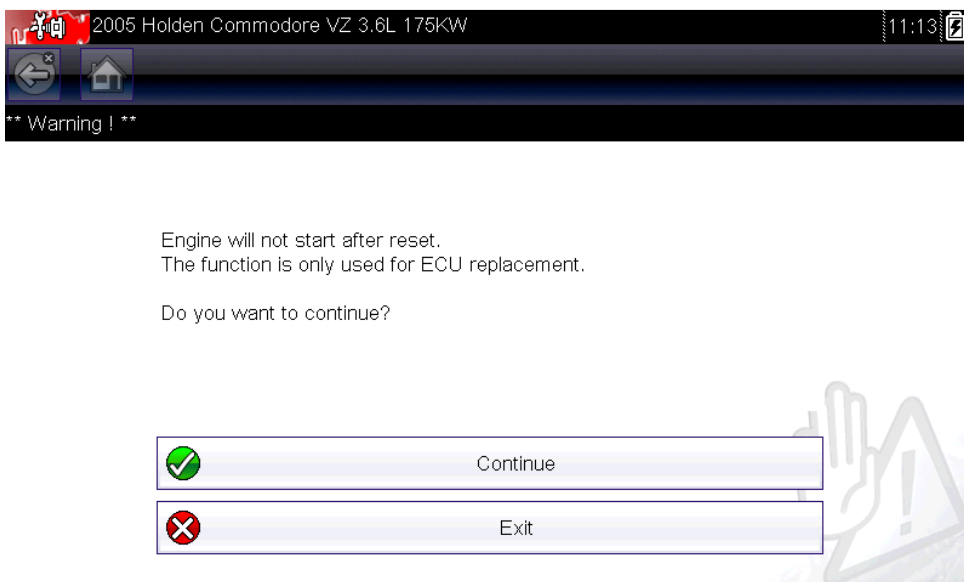 2005 Holden Commodore VZ 3.6L 175KW
11:13
** Warning ! **
Engine will not start after reset.
The function is only used for ECU replacement.
Do you want to continue?
Continue
Exit